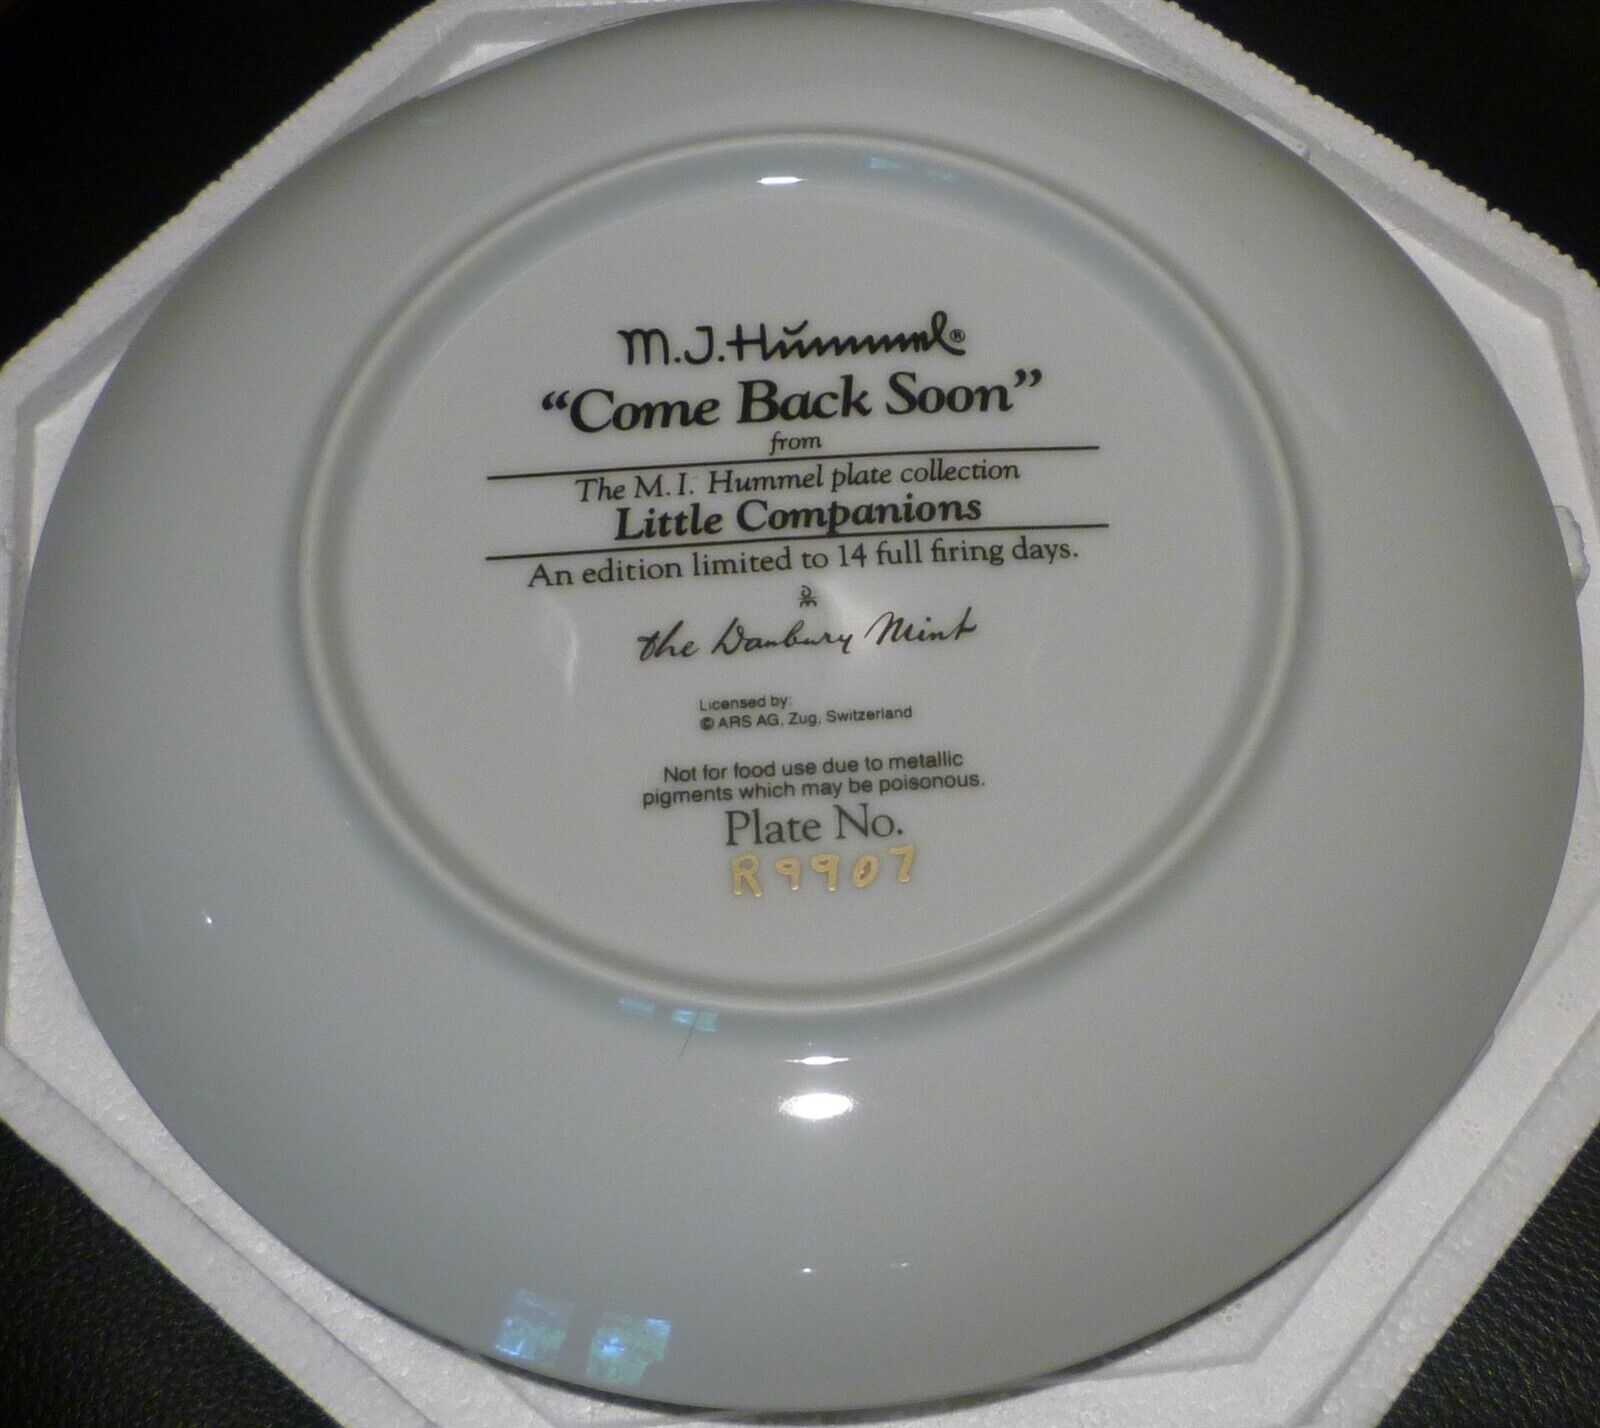 M.J. Hummel®
“Come Back Soon”
from
The M.I. Hummel plate collection
Little Companions
An edition limited to 14 full firing days.
the Danbury Mint
Licensed by:
© ARS AG, Zug, Switzerland
Not for food use due to metallic
pigments which may be poisonous.
Plate No.
R9907